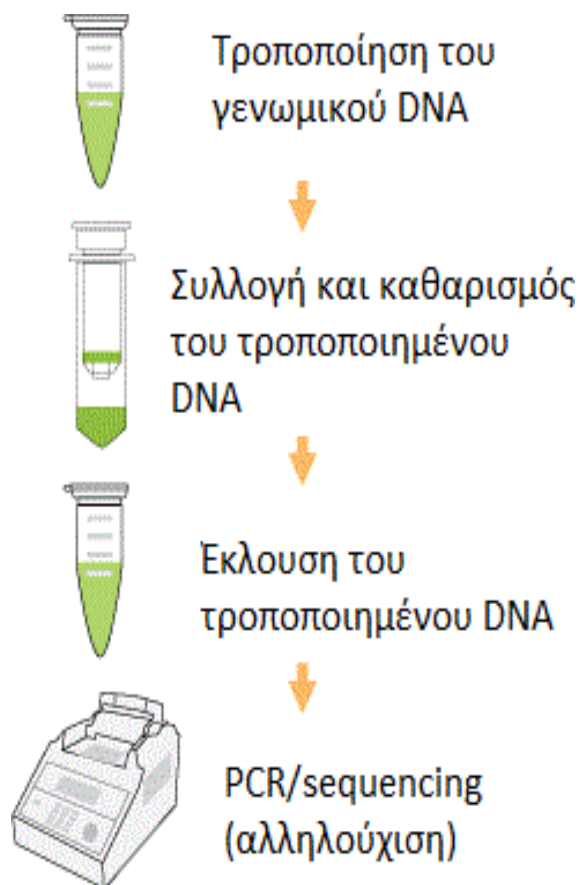 Τροποποίηση του
γενωμικού DNA
Συλλογή και καθαρισμός
του τροποποιημένου
DNA
Έκλουση του
τροποποιημένου DNA
PCR/sequencing
(αλληλούχιση)